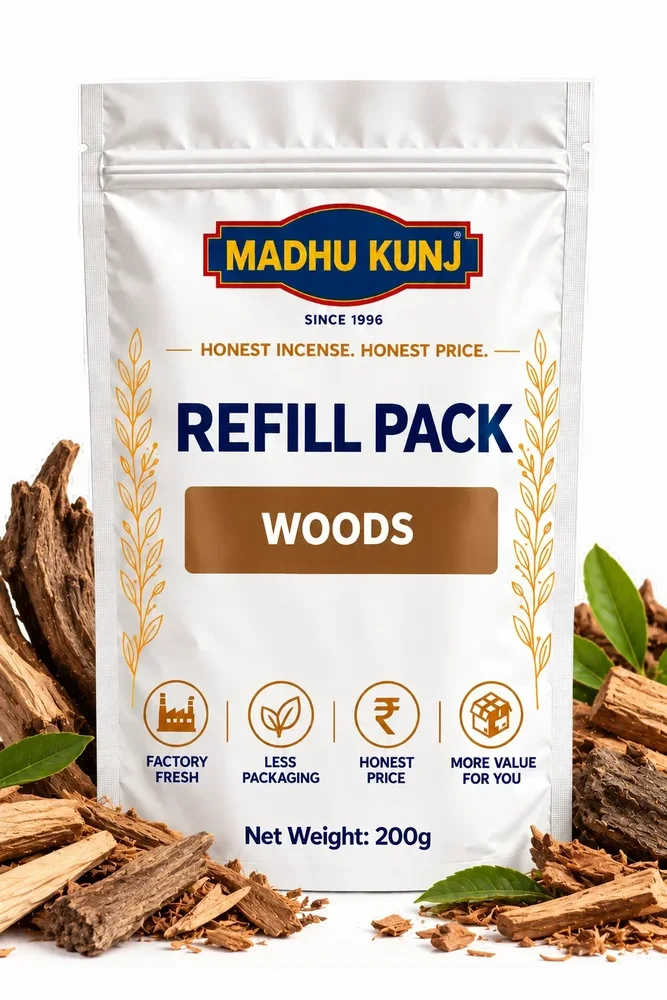 MADHU KUNJ®
SINCE 1996
HONEST INCENSE. HONEST PRICE.
REFILL PACK
WOODS
FACTORY
FRESH
LESS
PACKAGING
HONEST
PRICE
MORE VALUE
FOR YOU
Net Weight: 200g